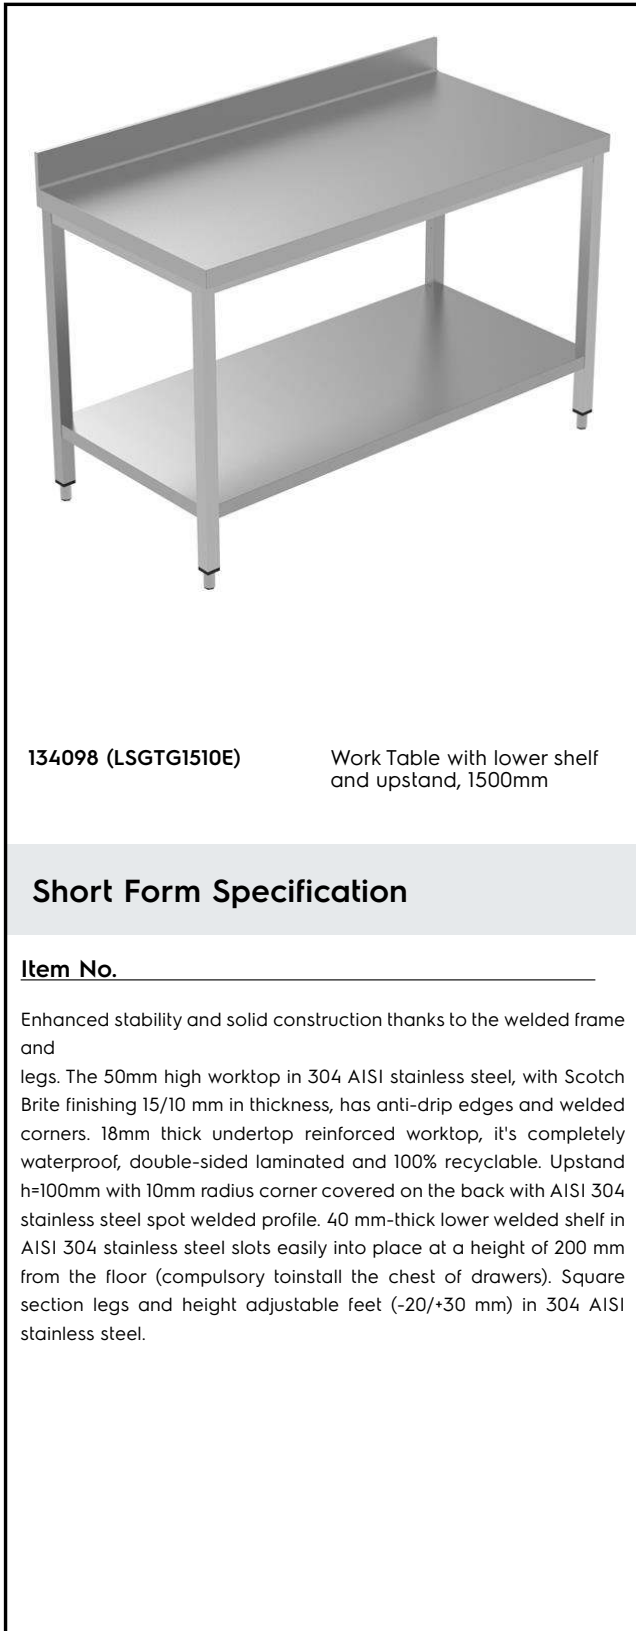 134098 (LSGTG1510E)
Work Table with lower shelf
and upstand, 1500mm
Short Form Specification
Item No.
Enhanced stability and solid construction thanks to the welded frame
and
legs. The 50mm high worktop in 304 AISI stainless steel, with Scotch
Brite finishing 15/10 mm in thickness, has anti-drip edges and welded
corners. 18mm thick undertop reinforced worktop, it's completely
waterproof, double-sided laminated and 100% recyclable. Upstand
h=100mm with 10mm radius corner covered on the back with AISI 304
stainless steel spot welded profile. 40 mm-thick lower welded shelf in
AISI 304 stainless steel slots easily into place at a height of 200 mm
from the floor (compulsory toinstall the chest of drawers). Square
section legs and height adjustable feet (-20/+30 mm) in 304 AISI
stainless steel.